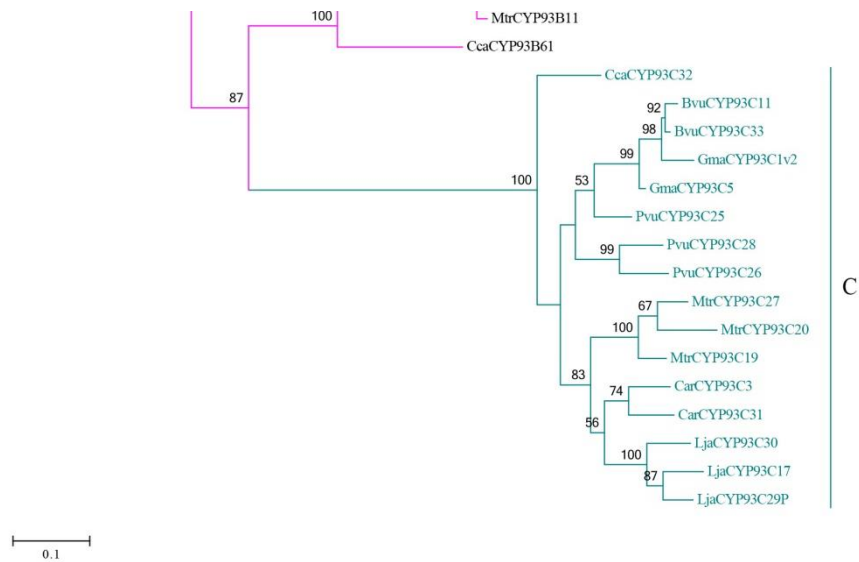 100
MtrCYP93B11
CcaCYP93B61
87
CcaCYP93C32
92
BvuCYP93C11
98
BvuCYP93C33
99
GmaCYP93C1v2
53
GmaCYP93C5
100
PvuCYP93C25
99
PvuCYP93C28
PvuCYP93C26
C
67
MtrCYP93C27
100
MtrCYP93C20
83
MtrCYP93C19
74
CarCYP93C3
56
CarCYP93C31
100
LjaCYP93C30
87
LjaCYP93C17
LjaCYP93C29P
0.1